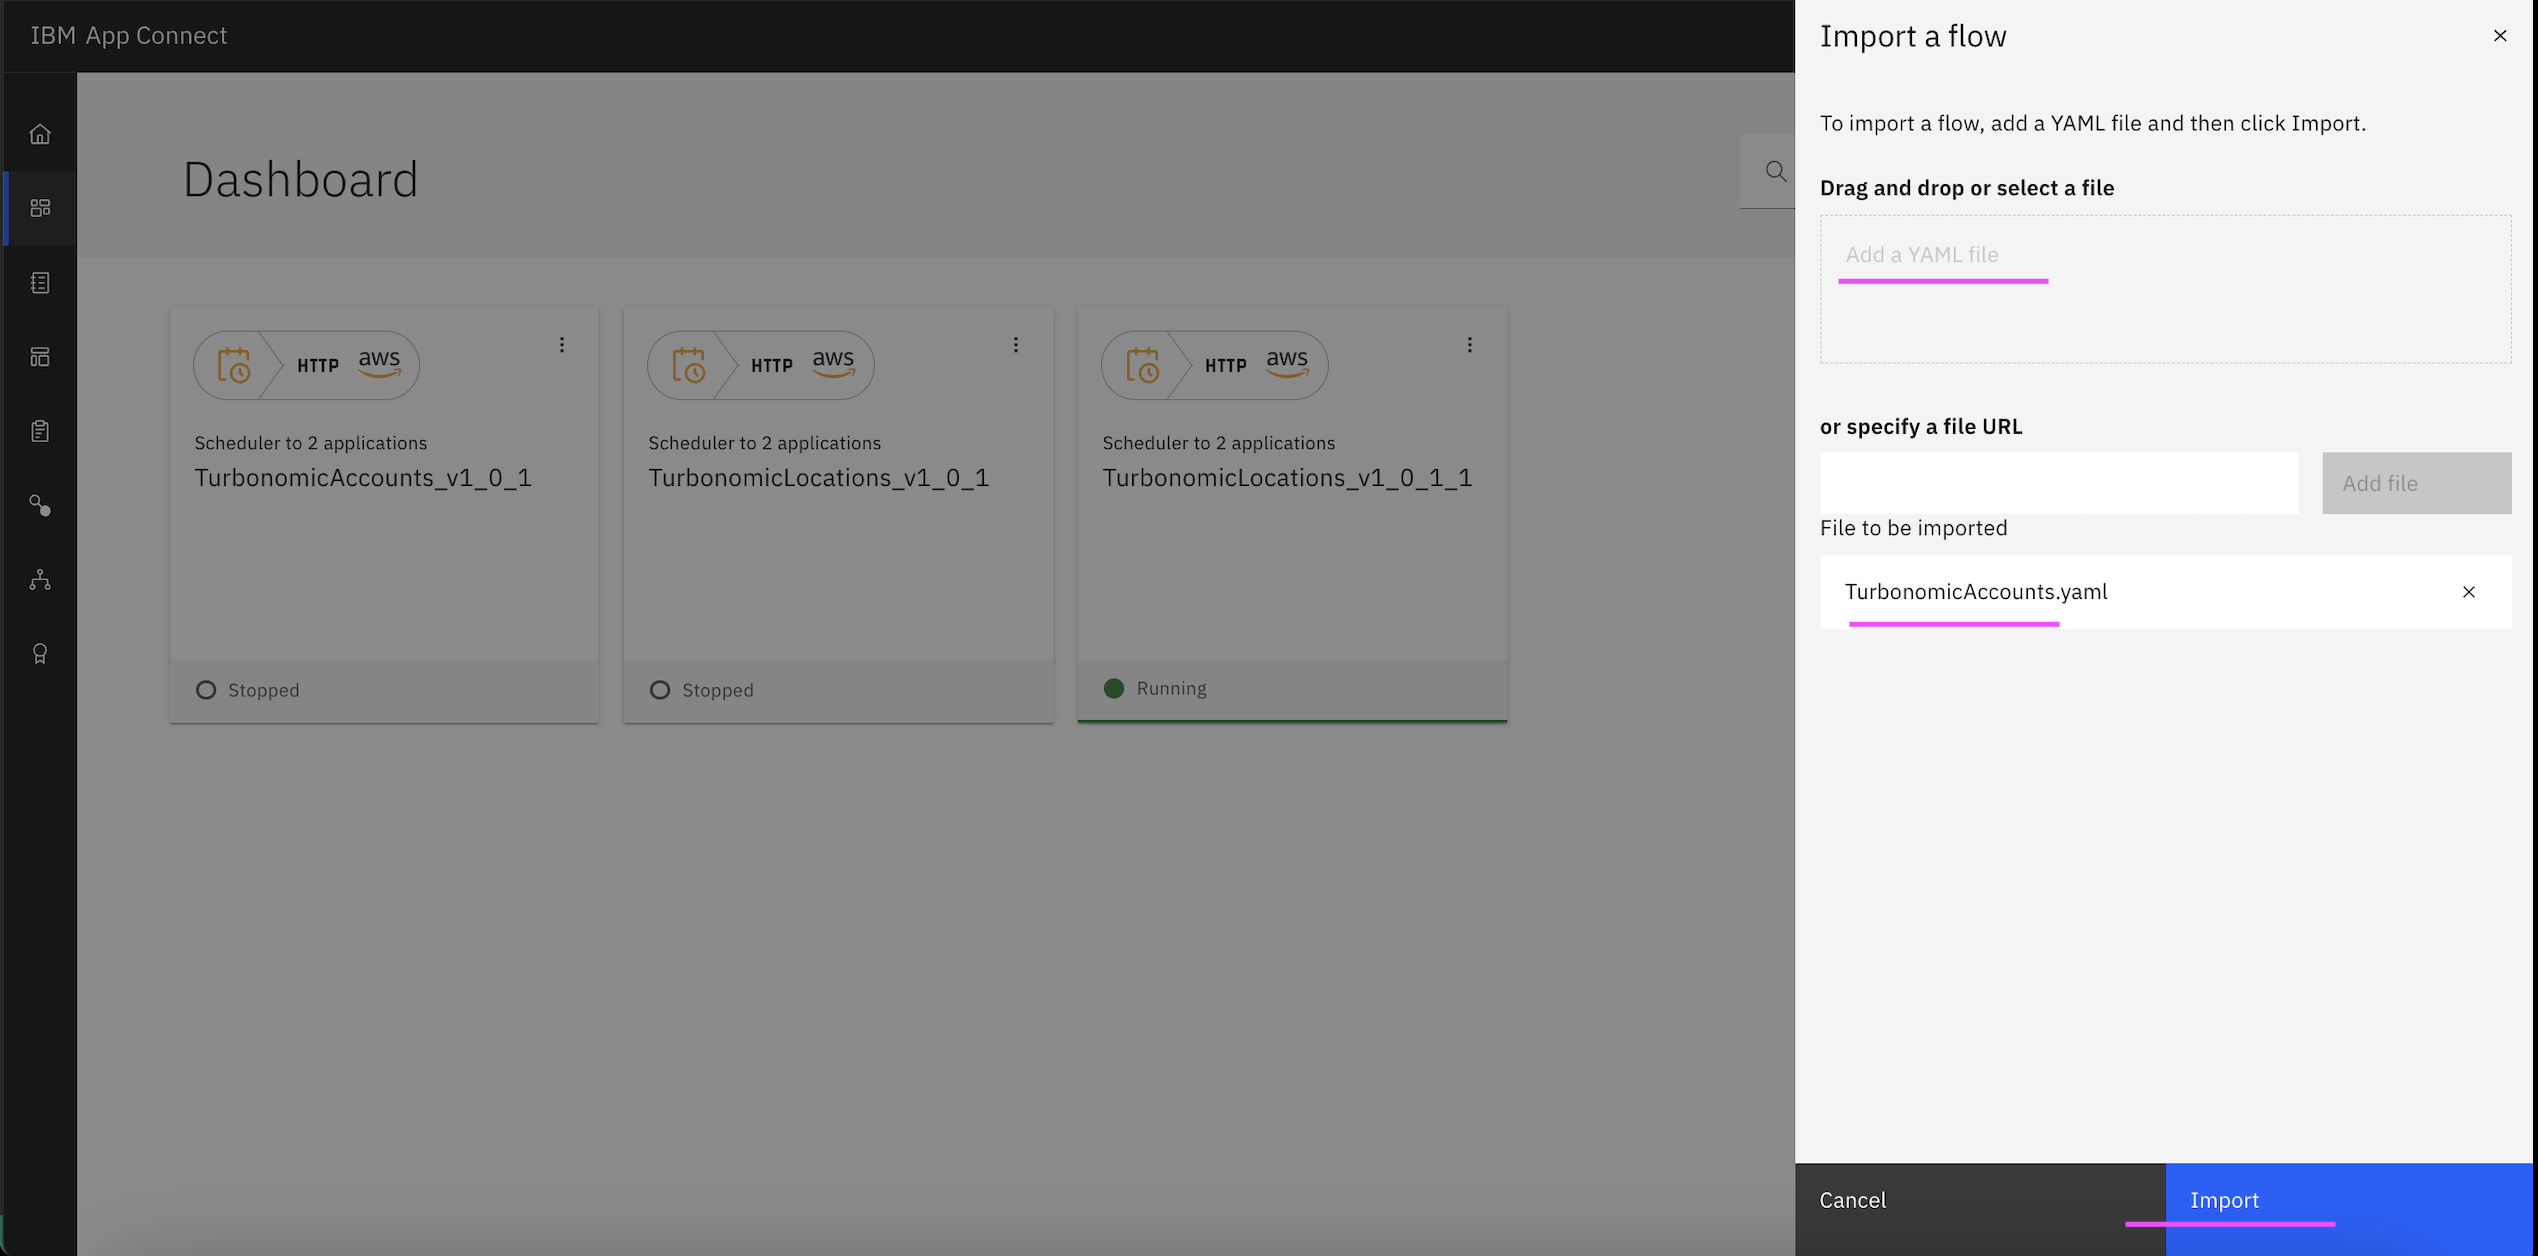 IBM App Connect
Dashboard
HTTP aws
Scheduler to 2 applications
TurbonomicAccounts_v1_0_1
Stopped
HTTP aws
Scheduler to 2 applications
TurbonomicLocations_v1_0_1
Stopped
HTTP aws
Scheduler to 2 applications
TurbonomicLocations_v1_0_1_1
Running
Import a flow
To import a flow, add a YAML file and then click Import.
Drag and drop or select a file
Add a YAML file
or specify a file URL
Add file
File to be imported
TurbonomicAccounts.yaml
Cancel
Import